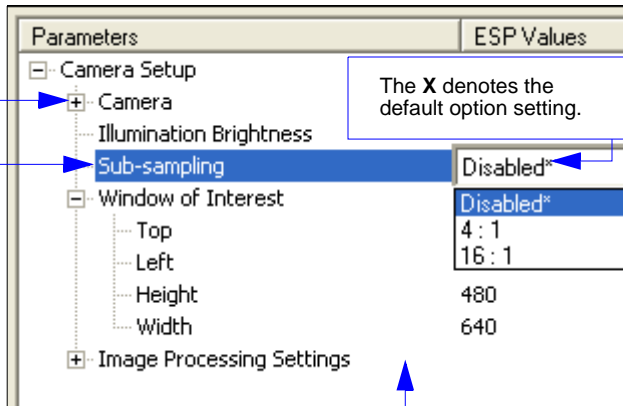 Parameters ESP Values
Camera Setup
The X denotes the
default option setting.
Camera
Illumination Brightness
Sub-sampling Disabled*
Window of Interest Disabled*
Top 4 : 1
Left 16 : 1
Height 480
Width 640
Image Processing Settings